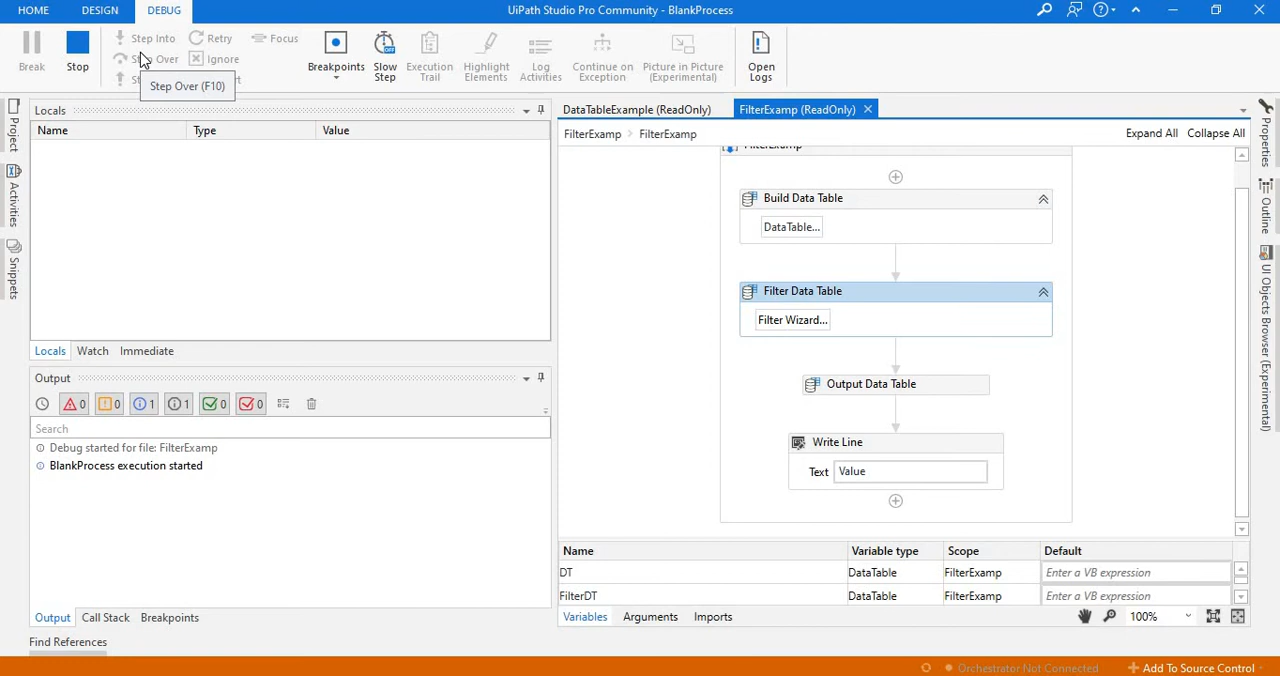 HOME DESIGN DEBUG UiPath Studio Pro Community - BlankProcess
Break
Stop
Step Into
Retry
Focus
Step Over
Ignore
Step Over (F10)
Breakpoints
Slow Step
Execution Trail
Highlight Elements
Log Activities
Continue on Exception
Picture in Picture (Experimental)
Open Logs
Project
Activities
Snippets
Locals
Name Type Value
Locals Watch Immediate
Output
0 0 1 1 0 0
Search
Debug started for file: FilterExamp
BlankProcess execution started
Output Call Stack Breakpoints
Find References
DataTableExample (ReadOnly) FilterExamp (ReadOnly)
FilterExamp > FilterExamp Expand All Collapse All
FilterExamp
Build Data Table
DataTable...
Filter Data Table
Filter Wizard...
Output Data Table
Write Line
Text Value
Name Variable type Scope Default
DT DataTable FilterExamp Enter a VB expression
FilterDT DataTable FilterExamp Enter a VB expression
Variables Arguments Imports 100%
Properties
Outline
UI Objects Browser (Experimental)
Orchestrator Not Connected Add To Source Control